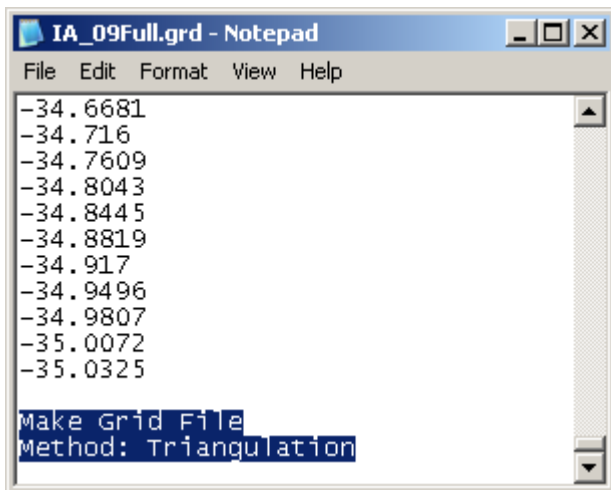 IA_09Full.grd - Notepad
File Edit Format View Help
-34.6681
-34.716
-34.7609
-34.8043
-34.8445
-34.8819
-34.917
-34.9496
-34.9807
-35.0072
-35.0325
Make Grid File
Method: Triangulation